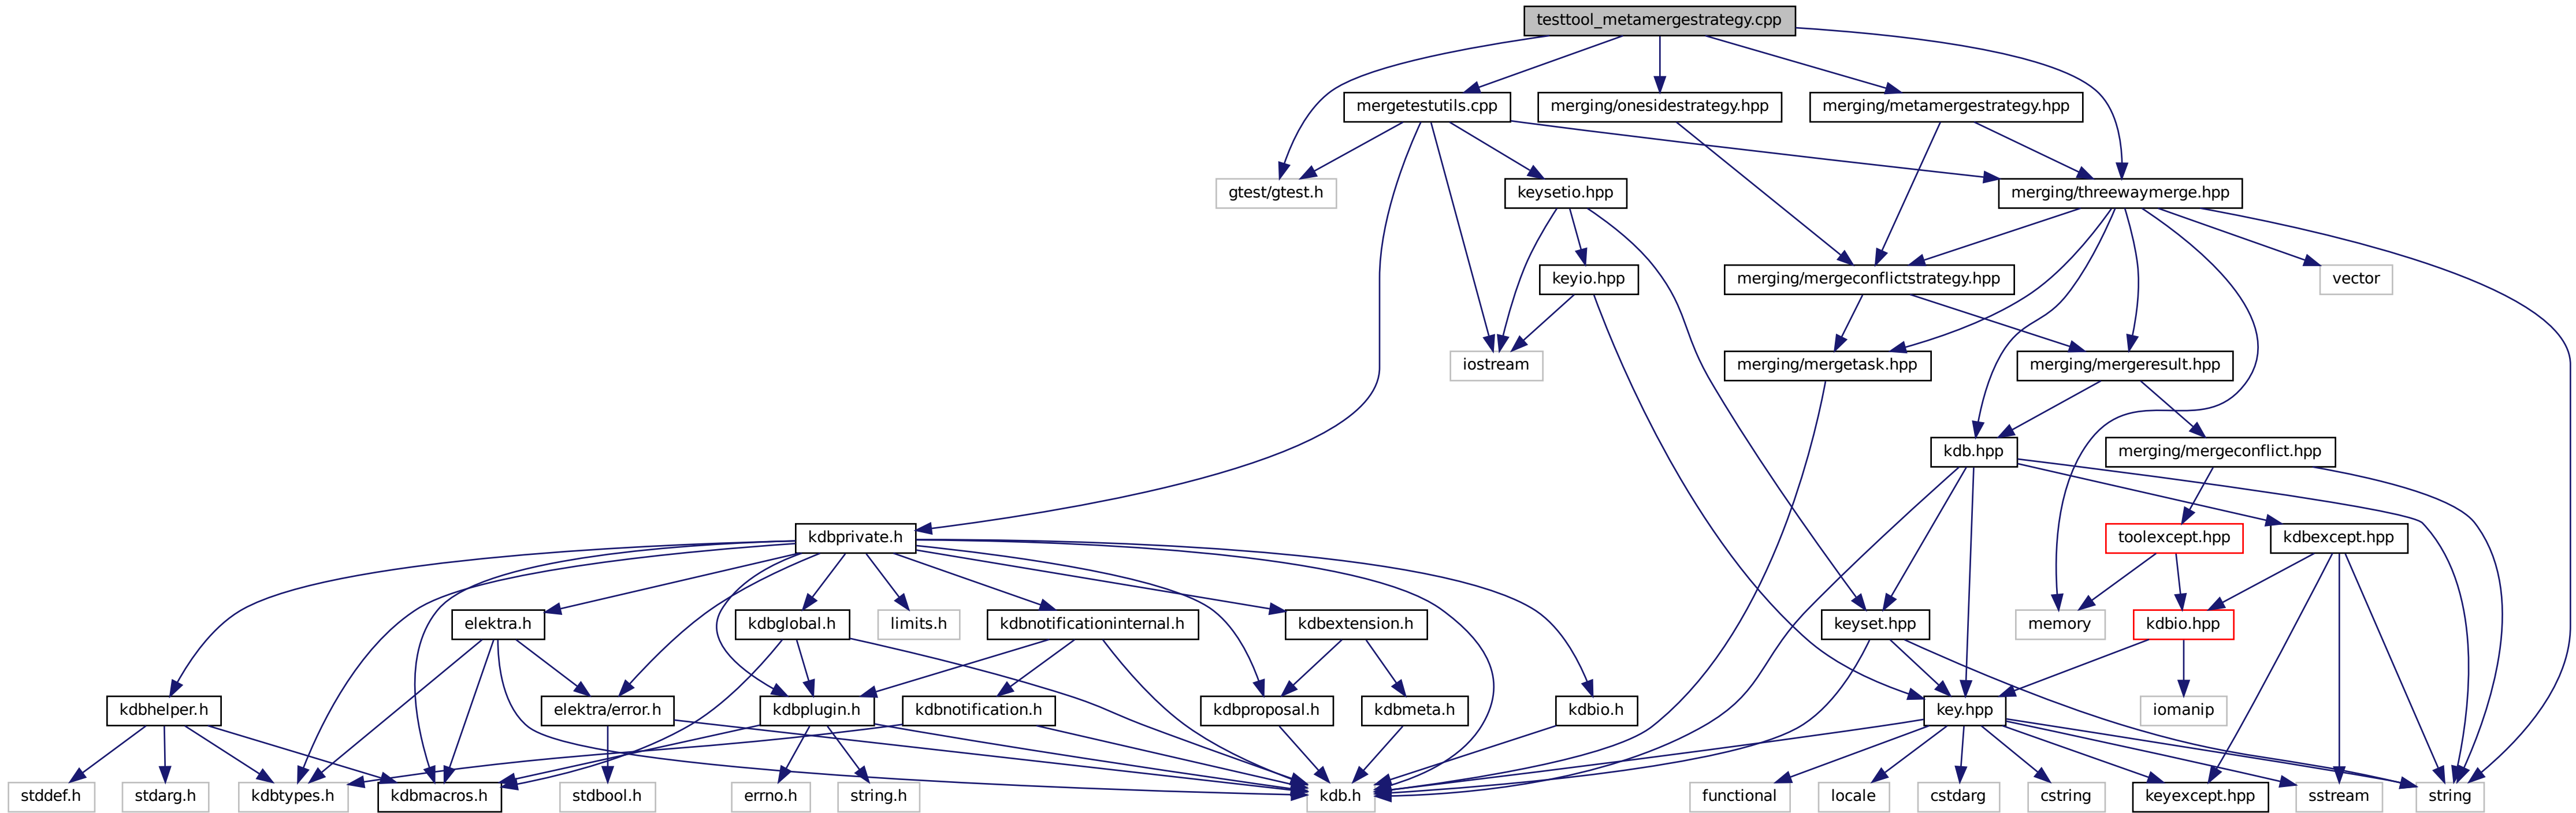 testtool_metamergestrategy.cpp
mergetestutils.cpp
merging/onesidestrategy.hpp
merging/metamergestrategy.hpp
gtest/gtest.h
keysetio.hpp
merging/threewaymerge.hpp
keyio.hpp
merging/mergeconflictstrategy.hpp
vector
iostream
merging/mergetask.hpp
merging/mergeresult.hpp
kdb.hpp
merging/mergeconflict.hpp
kdbprivate.h
toolexcept.hpp
kdbexcept.hpp
elektra.h
kdbglobal.h
limits.h
kdbnotificationinternal.h
kdbextension.h
keyset.hpp
memory
kdbio.hpp
kdbhelper.h
elektra/error.h
kdbplugin.h
kdbnotification.h
kdbproposal.h
kdbmeta.h
kdbio.h
key.hpp
iomanip
stddef.h
stdarg.h
kdbtypes.h
kdbmacros.h
stdbool.h
errno.h
string.h
kdb.h
functional
locale
cstdarg
cstring
keyexcept.hpp
sstream
string